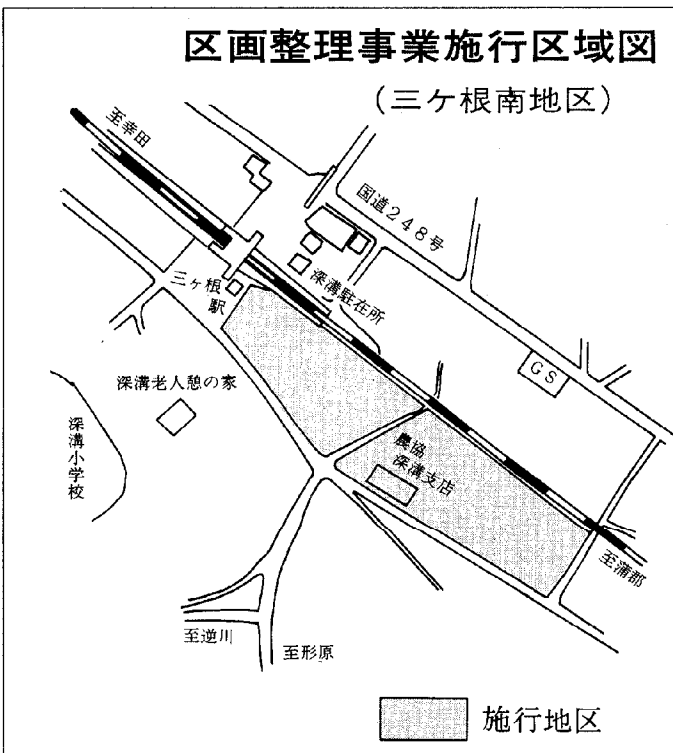 区画整理事業施行区域図
(三ケ根南地区)
至幸田
国道248号
三ケ根
駅
深溝駐在所
GS
深溝老人憩の家
深溝小学校
農協
深溝支店
至蒲郡
至逆川
至形原
施行地区